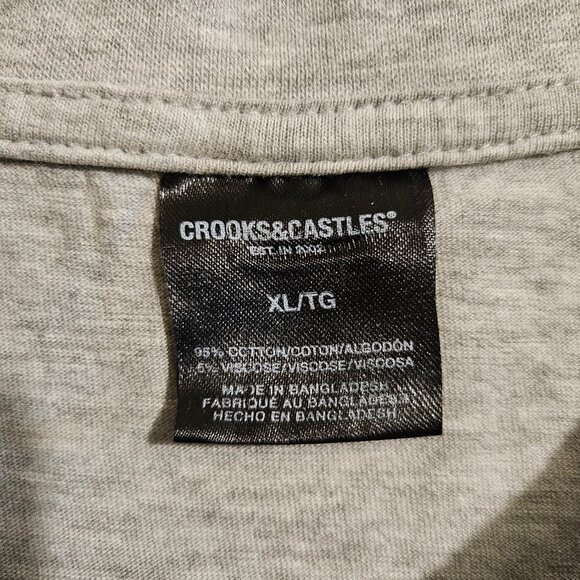 CROOKS&CASTLES®
EST. IN 2002
XL/TG
95% COTTON/COTON/ALGODÓN
5% VISCOSE/VISCOSE/VISCOSA
MADE IN BANGLADESH
FABRIQUÉ AU BANGLADESH
HECHO EN BANGLADESH